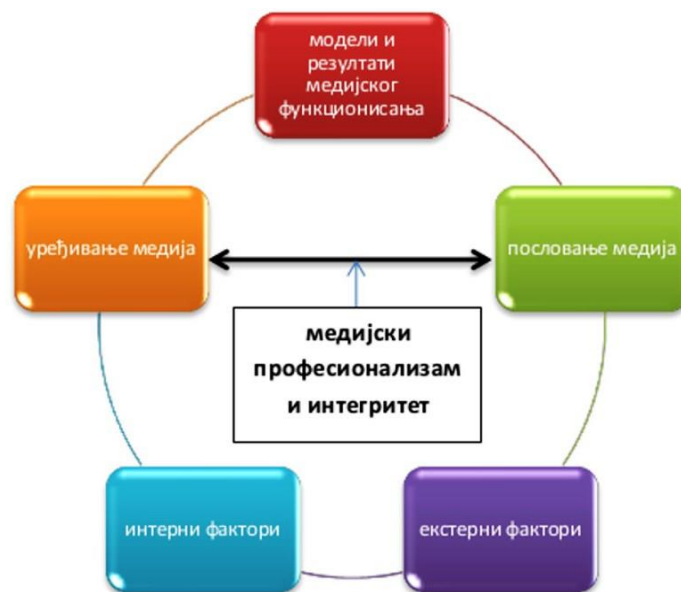 модели и
резултати
медијског
функционисања
уређивање медија
пословање медија
медијски
професионализам
и интегритет
интерни фактори
екстерни фактори